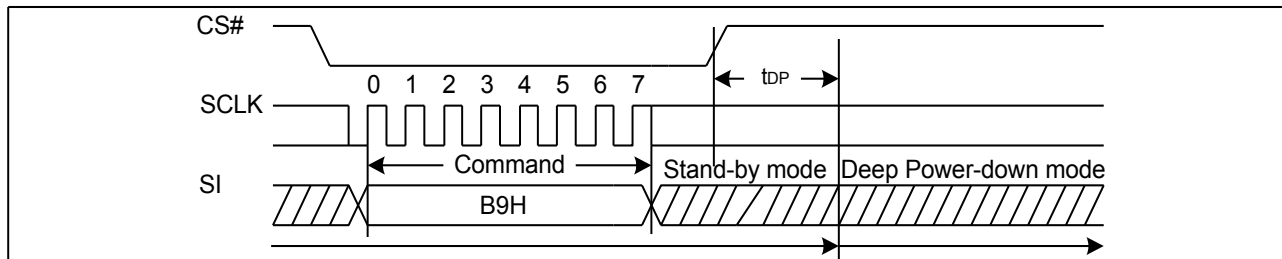 CS#
tDP
0 1 2 3 4 5 6 7
SCLK
Command
Stand-by mode Deep Power-down mode
SI
B9H